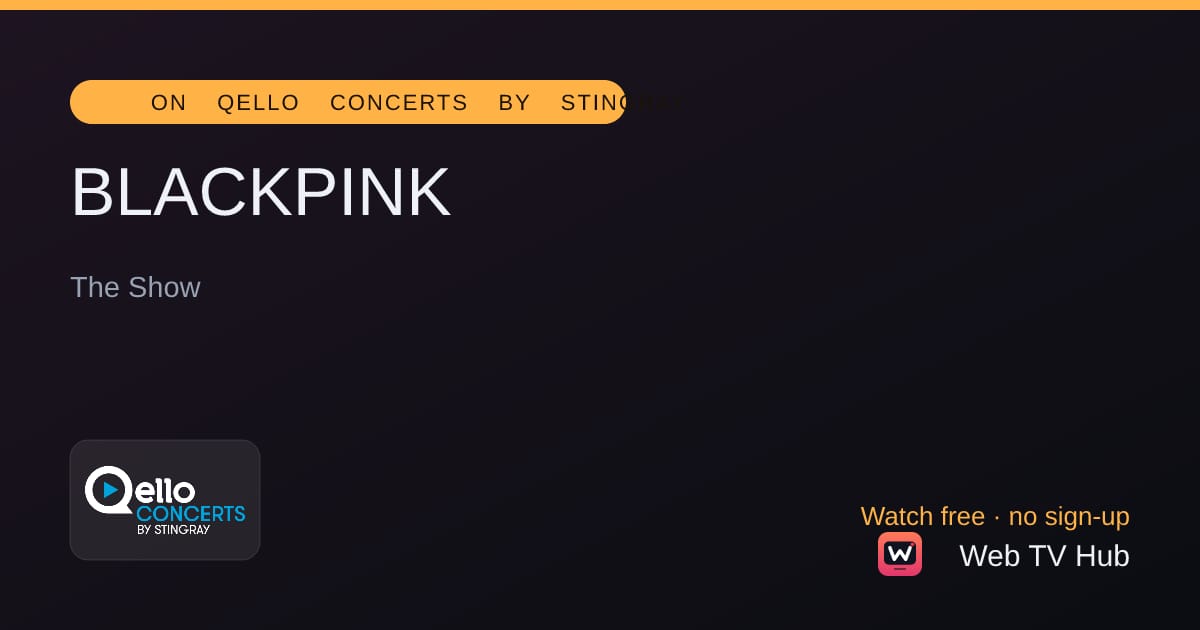 ON QELLO CONCERTS BY STINGRAY
BLACKPINK
The Show
Qello
CONCERTS
BY STINGRAY
Watch free · no sign-up
W
Web TV Hub